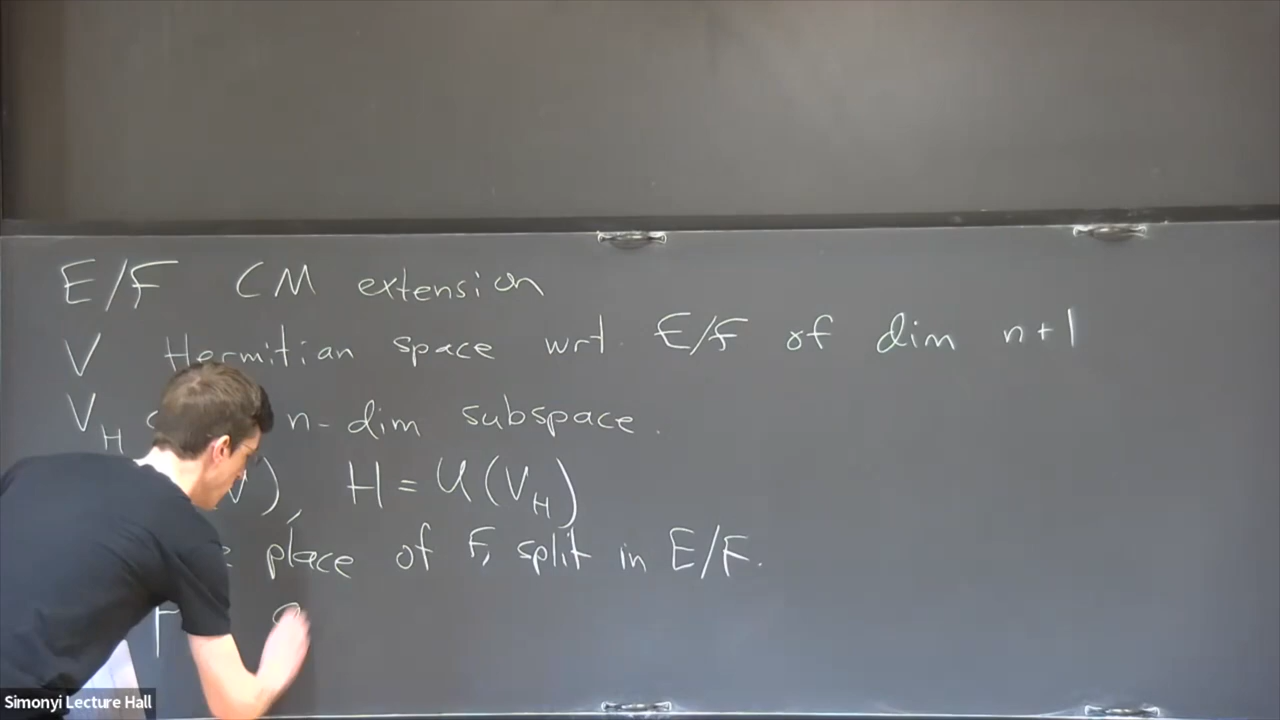 E/F CM extension
V Hermitian space wrt. E/F of dim n+1
V_H n-dim subspace.
V), H = U(V_H)
place of F, split in E/F.
Simonyi Lecture Hall